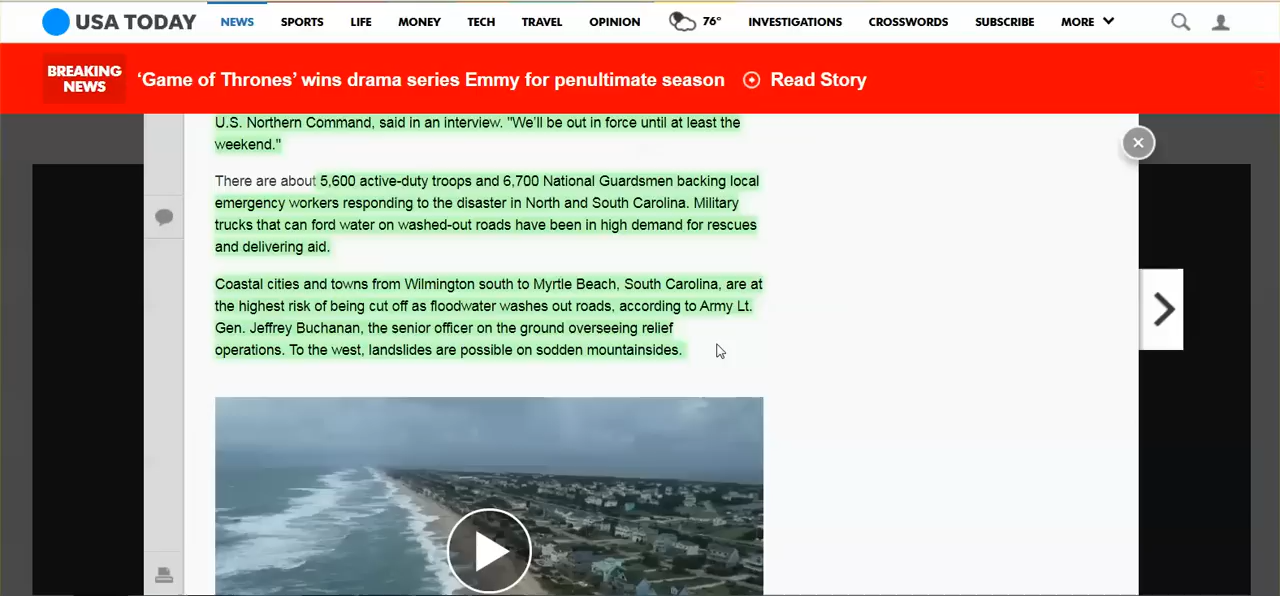 USA TODAY NEWS SPORTS LIFE MONEY TECH TRAVEL OPINION 76° INVESTIGATIONS CROSSWORDS SUBSCRIBE MORE
BREAKING
NEWS
‘Game of Thrones’ wins drama series Emmy for penultimate season Read Story
U.S. Northern Command, said in an interview. "We’ll be out in force until at least the
weekend."
There are about 5,600 active-duty troops and 6,700 National Guardsmen backing local
emergency workers responding to the disaster in North and South Carolina. Military
trucks that can ford water on washed-out roads have been in high demand for rescues
and delivering aid.
Coastal cities and towns from Wilmington south to Myrtle Beach, South Carolina, are at
the highest risk of being cut off as floodwater washes out roads, according to Army Lt.
Gen. Jeffrey Buchanan, the senior officer on the ground overseeing relief
operations. To the west, landslides are possible on sodden mountainsides.